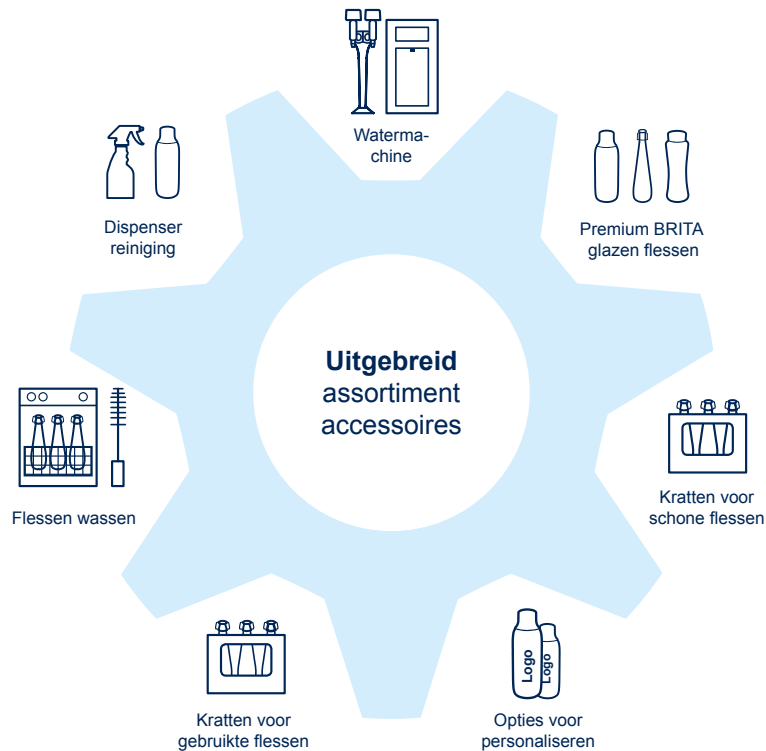 Waterma-
chine
Dispenser
reiniging
Premium BRITA
glazen flessen
Uitgebreid
assortiment
accessoires
Flessen wassen
Kratten voor
schone flessen
Kratten voor
gebruikte flessen
Logo
Logo
Opties voor
personaliseren